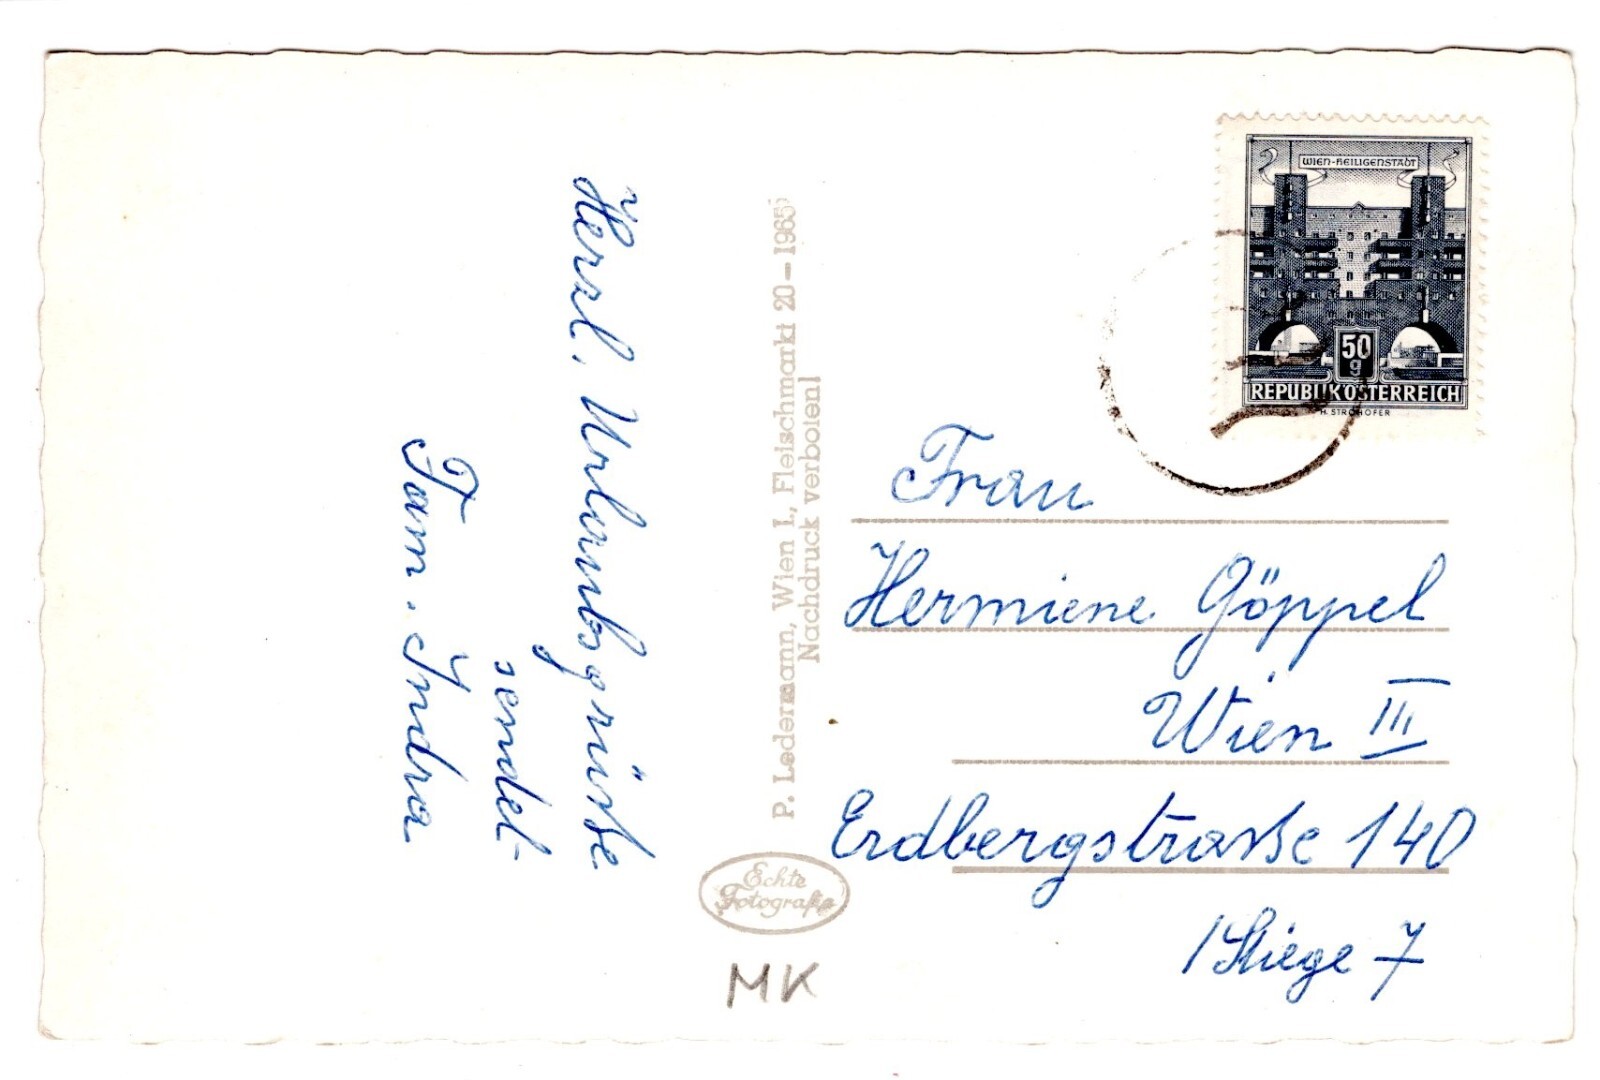 Herzl. Urlaubsgrüße
sendet
Fam. Indra
P. Ledermann, Wien I., Fleischmarkt 20 – 1965)
Nachdruck verboten!
Echte
Fotografie
MK
WIEN-HEILIGENSTADT
50
g
REPUBLIK ÖSTERREICH
H. STROHOFER
Frau
Hermiene Göppel
Wien III
Erdbergstraße 140
/Stiege 7